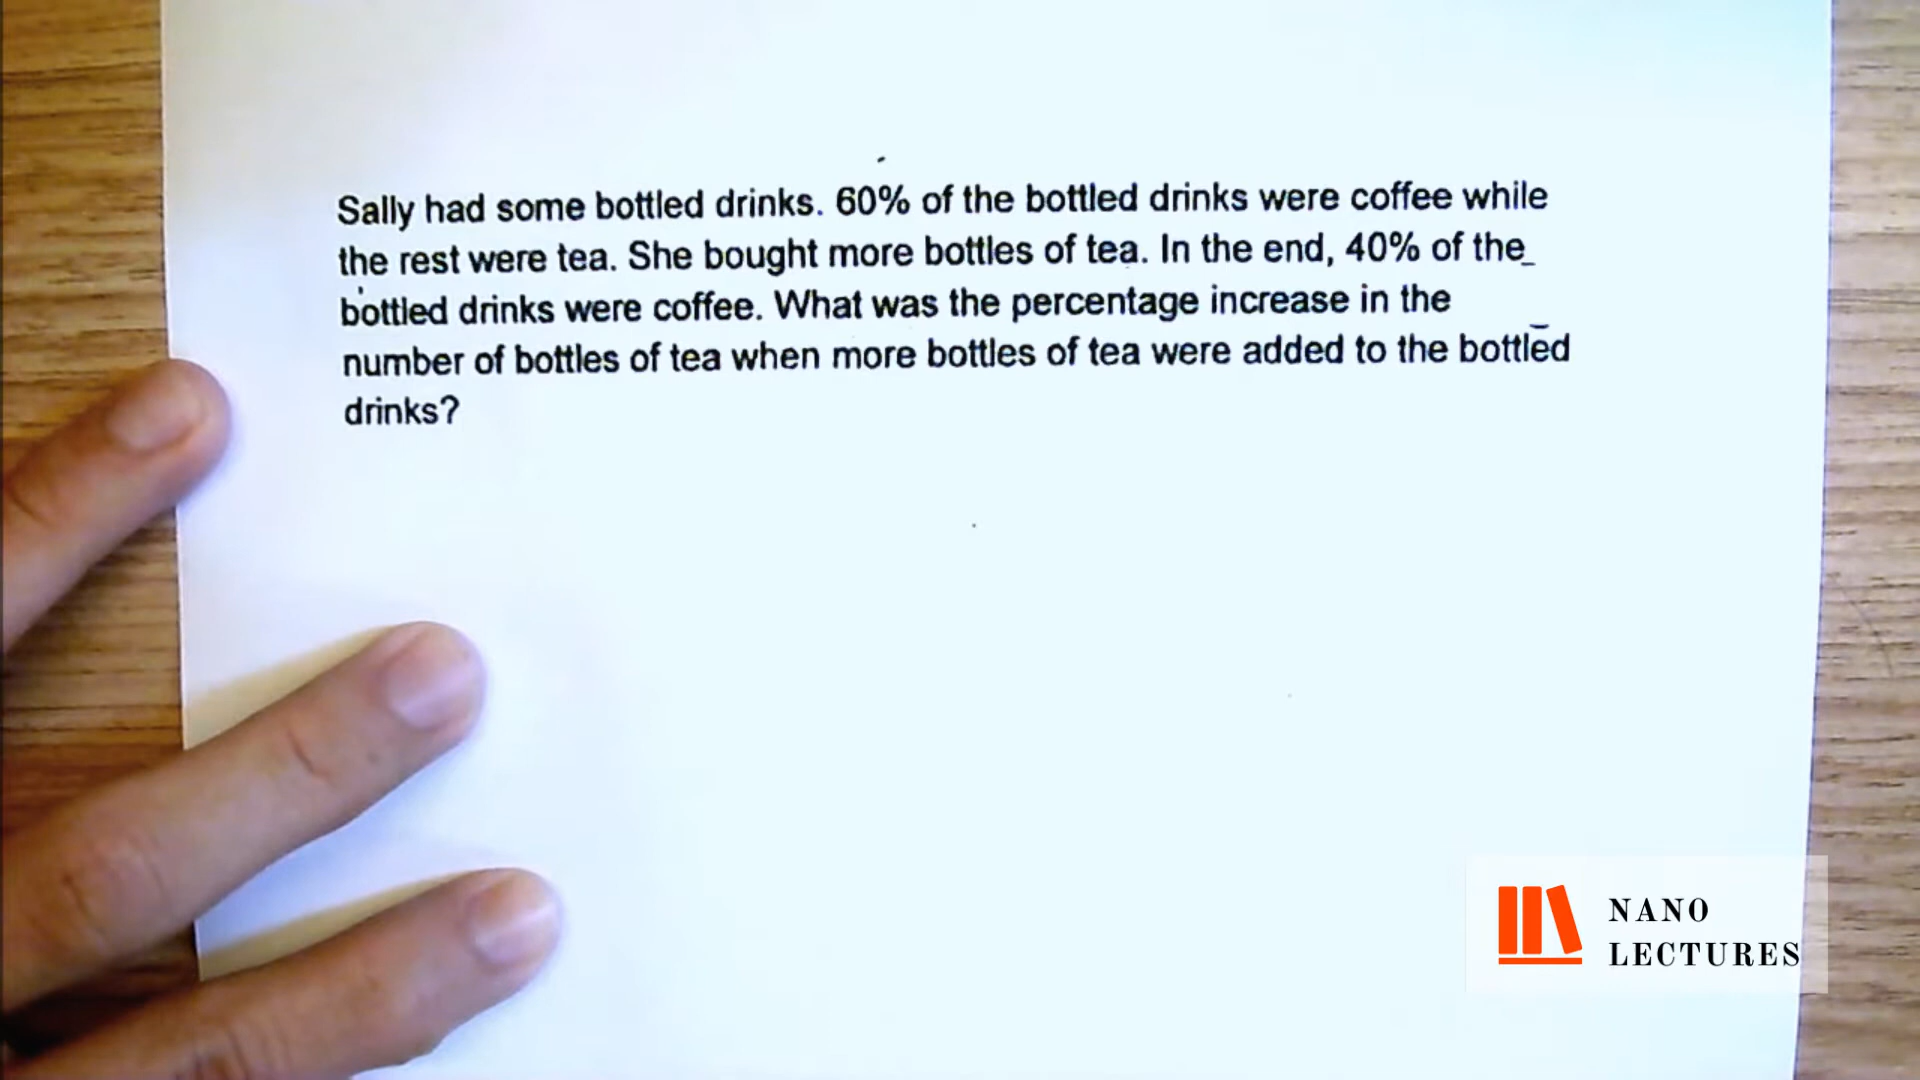 Sally had some bottled drinks. 60% of the bottled drinks were coffee while
the rest were tea. She bought more bottles of tea. In the end, 40% of the
bottled drinks were coffee. What was the percentage increase in the
number of bottles of tea when more bottles of tea were added to the bottled
drinks?
NANO
LECTURES